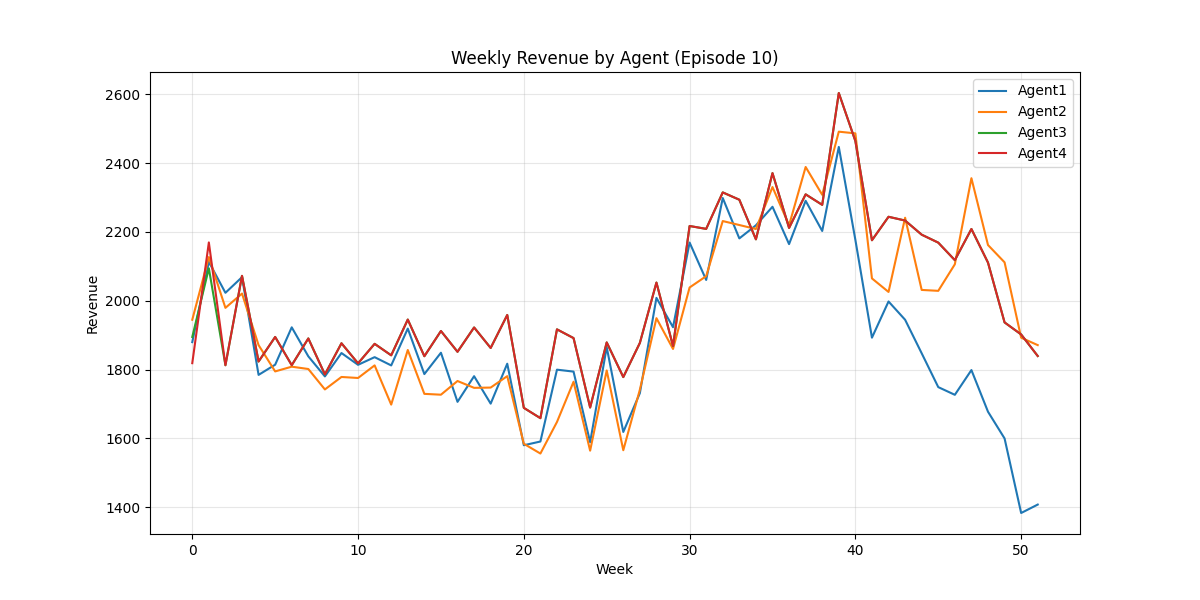 Weekly Revenue by Agent (Episode 10)
Agent1
Agent2
Agent3
Agent4
Revenue
2600
2400
2200
2000
1800
1600
1400
0 10 20 30 40 50
Week